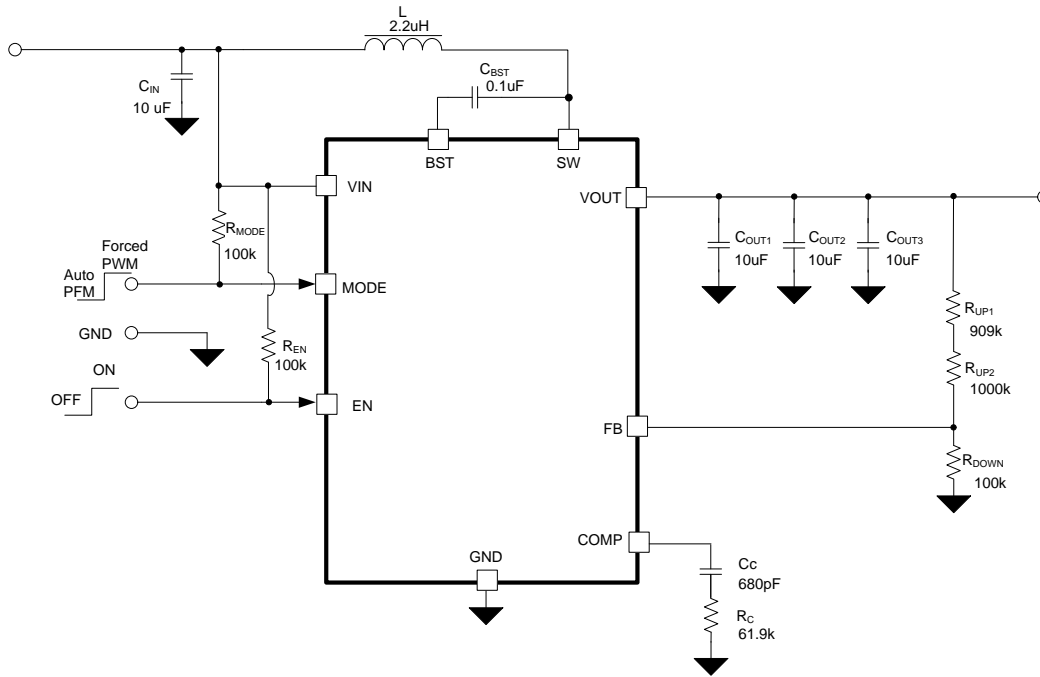 L
2.2uH
CIN
10 uF
CBST
0.1uF
BST
SW
VIN
VOUT
RMODE
100k
Forced
PWM
Auto
PFM
MODE
COUT1
10uF
COUT2
10uF
COUT3
10uF
GND
REN
100k
ON
OFF
EN
RUP1
909k
RUP2
1000k
FB
RDOWN
100k
COMP
GND
Cc
680pF
RC
61.9k